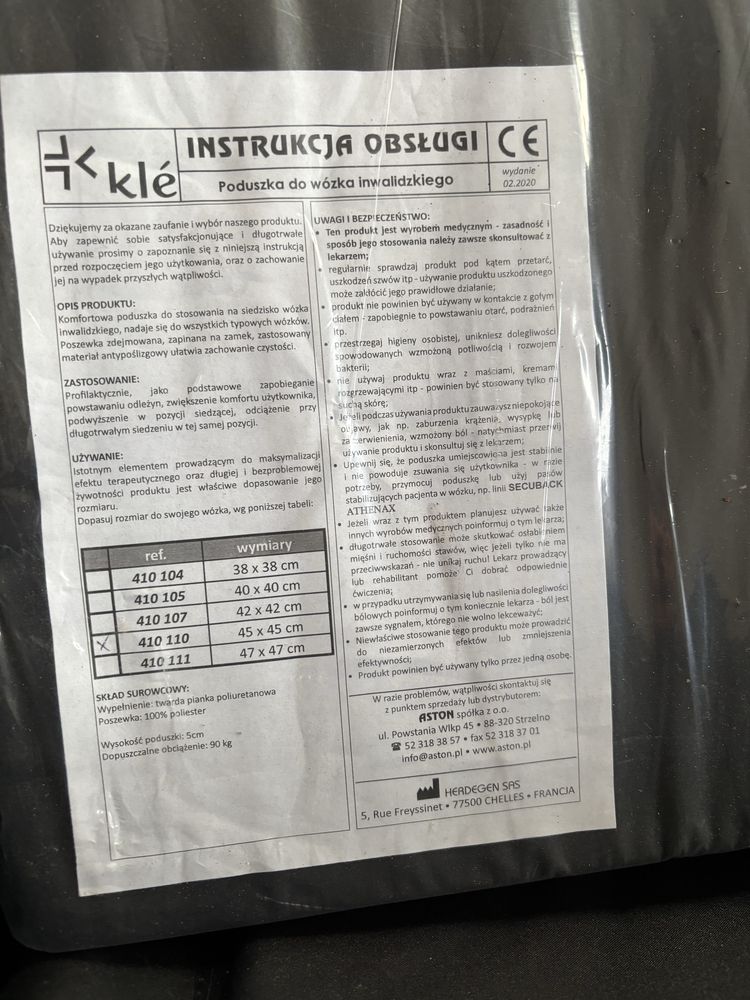 klé
INSTRUKCJA OBSŁUGI
Poduszka do wózka inwalidzkiego
CE
wydanie
02.2020
Dziękujemy za okazane zaufanie i wybór naszego produktu.
Aby zapewnić sobie satysfakcjonujące i długotrwałe
używanie prosimy o zapoznanie się z niniejszą instrukcją
przed rozpoczęciem jego użytkowania, oraz o zachowanie
jej na wypadek przyszłych wątpliwości.
OPIS PRODUKTU:
Komfortowa poduszka do stosowania na siedzisko wózka
inwalidzkiego, nadaje się do wszystkich typowych wózków.
Poszewka zdejmowana, zapinana na zamek, zastosowany
materiał antypoślizgowy ułatwia zachowanie czystości.
ZASTOSOWANIE:
Profilaktycznie, jako podstawowe zapobieganie
powstawaniu odleżyn, zwiększenie komfortu użytkownika,
podwyższenie w pozycji siedzącej, odciążenie przy
długotrwałym siedzeniu w tej samej pozycji.
UŻYWANIE:
Istotnym elementem prowadzącym do maksymalizacji
efektu terapeutycznego oraz długiej i bezproblemowej
żywotności produktu jest właściwe dopasowanie jego
rozmiaru.
Dopasuj rozmiar do swojego wózka, wg poniższej tabeli:
ref. wymiary
410 104 38 x 38 cm
410 105 40 x 40 cm
410 107 42 x 42 cm
X 410 110 45 x 45 cm
410 111 47 x 47 cm
SKŁAD SUROWCOWY:
Wypełnienie: twarda pianka poliuretanowa
Poszewka: 100% poliester
Wysokość poduszki: 5cm
Dopuszczalne obciążenie: 90 kg
UWAGI I BEZPIECZEŃSTWO:
• Ten produkt jest wyrobem medycznym - zasadność i
sposób jego stosowania należy zawsze skonsultować z
lekarzem;
• regularnie sprawdzaj produkt pod kątem przetarć,
uszkodzeń szwów itp - używanie produktu uszkodzonego
może zakłócić jego prawidłowe działanie;
• produkt nie powinien być używany w kontakcie z gołym
ciałem - zapobiegnie to powstawaniu otarć, podrażnień
itp.
• przestrzegaj higieny osobistej, unikniesz dolegliwości
spowodowanych wzmożoną potliwością i rozwojem
bakterii;
• nie używaj produktu wraz z maściami, kremami
rozgrzewającymi itp - powinien być stosowany tylko na
suchą skórę;
• Jeżeli podczas używania produktu zauważysz niepokojące
objawy, jak np. zaburzenia krążenia, wysypkę lub
zaczerwienienia, wzmożony ból - natychmiast przerwij
używanie produktu i skonsultuj się z lekarzem;
• Upewnij się, że poduszka umiejscowiona jest stabilnie
i nie powoduje zsuwania się użytkownika - w razie
potrzeby, przymocuj poduszkę lub użyj pasów
stabilizujących pacjenta w wózku, np. linii SECUBACK
ATHENAX
• Jeżeli wraz z tym produktem planujesz używać także
innych wyrobów medycznych poinformuj o tym lekarza;
• długotrwałe stosowanie może skutkować osłabieniem
mięśni i ruchomości stawów, więc jeżeli tylko nie ma
przeciwwskazań - nie unikaj ruchu! Lekarz prowadzący
lub rehabilitant pomoże Ci dobrać odpowiednie
ćwiczenia;
• w przypadku utrzymywania się lub nasilenia dolegliwości
bólowych poinformuj o tym koniecznie lekarza - ból jest
zawsze sygnałem, którego nie wolno lekceważyć;
• Niewłaściwe stosowanie tego produktu może prowadzić
do niezamierzonych efektów lub zmniejszenia
efektywności;
• Produkt powinien być używany tylko przez jedną osobę.
W razie problemów, wątpliwości skontaktuj się
z punktem sprzedaży lub dystrybutorem:
ASTON spółka z o.o.
ul. Powstania Wlkp 45 • 88-320 Strzelno
☎ 52 318 38 57 • fax 52 318 37 01
info@aston.pl • www.aston.pl
HERDEGEN SAS
5, Rue Freyssinet • 77500 CHELLES • FRANCJA